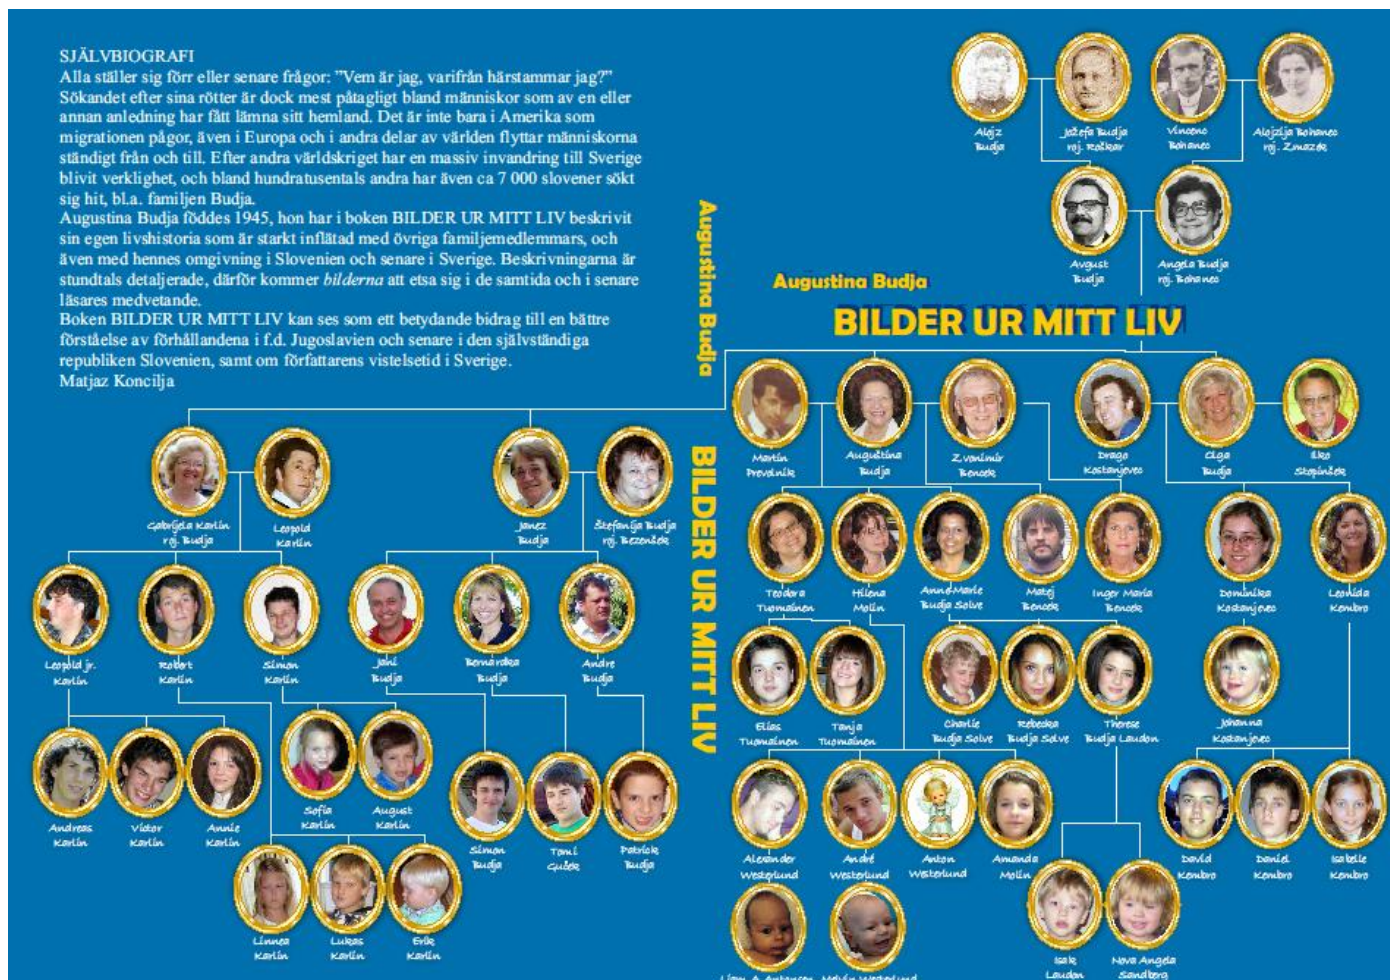 SJÄLVBIOGRAFI
Alla ställer sig förr eller senare frågor: ”Vem är jag, varifrån härstammar jag?”
Sökandet efter sina rötter är dock mest påtagligt bland människor som av en eller
annan anledning har fått lämna sitt hemland. Det är inte bara i Amerika som
migrationen pågor, även i Europa och i andra delar av världen flyttar människorna
ständigt från och till. Efter andra världskriget har en massiv invandring till Sverige
blivit verklighet, och bland hundratusentals andra har även ca 7 000 slovener sökt
sig hit, bl.a. familjen Budja.
Augustina Budja föddes 1945, hon har i boken BILDER UR MITT LIV beskrivit
sin egen livshistoria som är starkt inflätad med övriga familjemedlemmars, och
även med hennes omgivning i Slovenien och senare i Sverige. Beskrivningarna är
stundtals detaljerade, därför kommer bilderna att etsa sig i de samtida och i senare
läsares medvetande.
Boken BILDER UR MITT LIV kan ses som ett betydande bidrag till en bättre
förståelse av förhållandena i f.d. Jugoslavien och senare i den självständiga
republiken Slovenien, samt om författarens vistelsetid i Sverige.
Matjaz Koncilja
Gabrijela Karlin
roj. Budja
Leopold
Karlin
Janez
Budja
Štefanija Budja
roj. Bezenšek
Leopold jr.
Karlin
Robert
Karlin
Simon
Karlin
Jani
Budja
Bernardka
Budja
Andre
Budja
Andreas
Karlin
Victor
Karlin
Annie
Karlin
Sofia
Karlin
August
Karlin
Simon
Budja
Tomi
Gušek
Patrick
Budja
Linnea
Karlin
Lukas
Karlin
Erik
Karlin
Augustina Budja
BILDER UR MITT LIV
Alojz
Budja
Jožefa Budja
roj. Roškar
Vincenc
Bohanec
Alojzija Bohanec
roj. Zmazek
Avgust
Budja
Angela Budja
roj. Bohanec
Augustina Budja
BILDER UR MITT LIV
Martin
Prevolnik
Auguština
Budja
Zvonimir
Bencek
Drago
Kostanjevec
Olga
Budja
Ilko
Stopinšek
Teodora
Tuomainen
Hilena
Molin
Anne-Marie
Budja Solve
Matej
Bencek
Inger Maria
Bencek
Dominika
Kostanjevec
Leonida
Kembro
Elias
Tuomainen
Tanja
Tuomainen
Charlie
Budja Solve
Rebecka
Budja Solve
Therese
Budja Laudon
Johanna
Kostanjevec
Alexander
Westerlund
André
Westerlund
Anton
Westerlund
Amanda
Molin
David
Kembro
Daniel
Kembro
Isabelle
Kembro
Melvin Westerlund
Isak
Laudon
Nova Angela
Sandberg